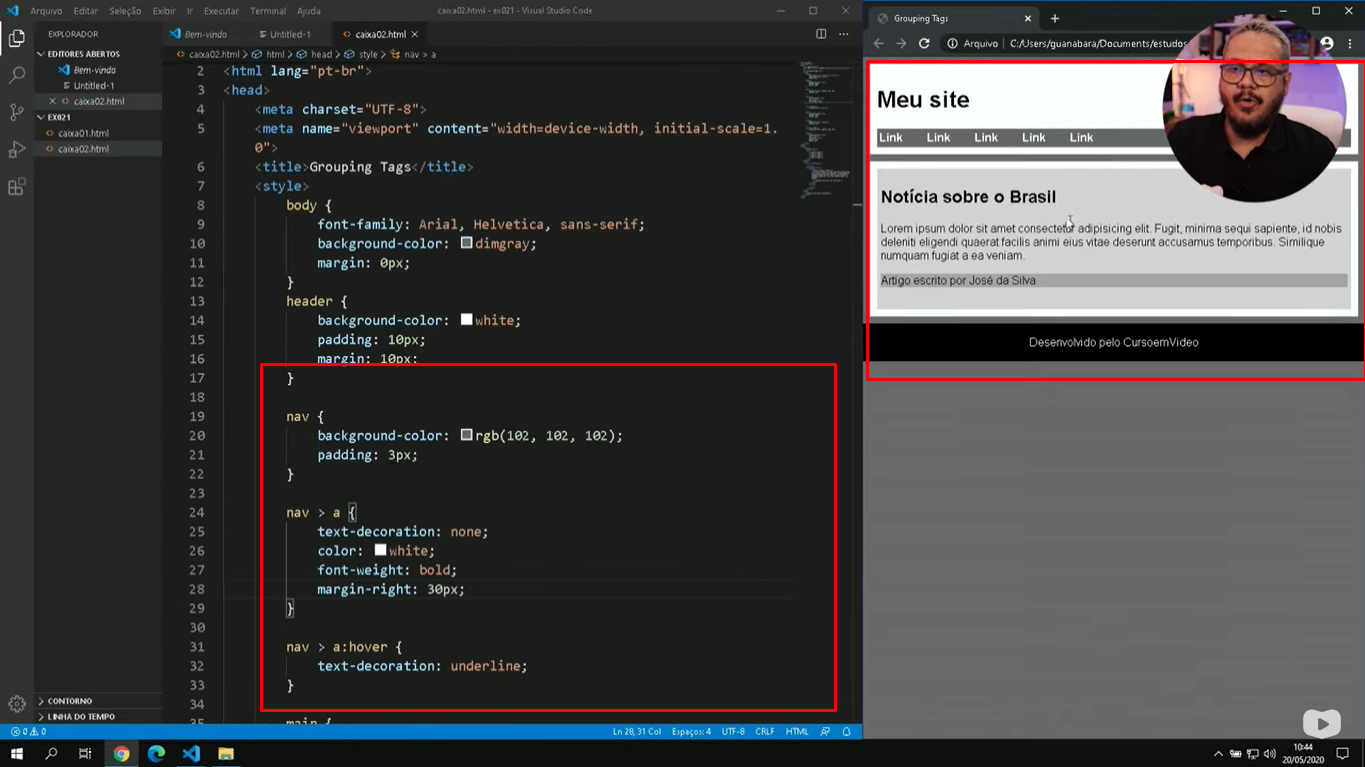 Arquivo Editar Seleção Exibir Ir Executar Terminal Ajuda
caixa02.html - ex021 - Visual Studio Code
Grouping Tags
Arquivo C:/Users/guanabara/Documents/estudos
EXPLORADOR
EDITORES ABERTOS
Bem-vindo
Untitled-1
caixa02.html
EX021
caixa01.html
caixa02.html
CONTORNO
LINHA DO TEMPO
Bem-vindo Untitled-1 caixa02.html
caixa02.html > html > head > style > nav > a
2 <html lang="pt-br">
3 <head>
4 <meta charset="UTF-8">
5 <meta name="viewport" content="width=device-width, initial-scale=1.
0">
6 <title>Grouping Tags</title>
7 <style>
8 body {
9 font-family: Arial, Helvetica, sans-serif;
10 background-color: dimgray;
11 margin: 0px;
12 }
13 header {
14 background-color: white;
15 padding: 10px;
16 margin: 10px;
17 }
18
19 nav {
20 background-color: rgb(102, 102, 102);
21 padding: 3px;
22 }
23
24 nav > a {
25 text-decoration: none;
26 color: white;
27 font-weight: bold;
28 margin-right: 30px;
29 }
30
31 nav > a:hover {
32 text-decoration: underline;
33 }
34
35 main {
Meu site
Link Link Link Link Link
Notícia sobre o Brasil
Lorem ipsum dolor sit amet consectetur adipisicing elit. Fugit, minima sequi sapiente, id nobis
deleniti eligendi quaerat facilis animi eius vitae deserunt accusamus temporibus. Similique
numquam fugiat a ea veniam.
Artigo escrito por José da Silva
Desenvolvido pelo CursoemVideo
0 0
Ln 28, 31 Col Espaços: 4 UTF-8 CRLF HTML
10:44
20/05/2020